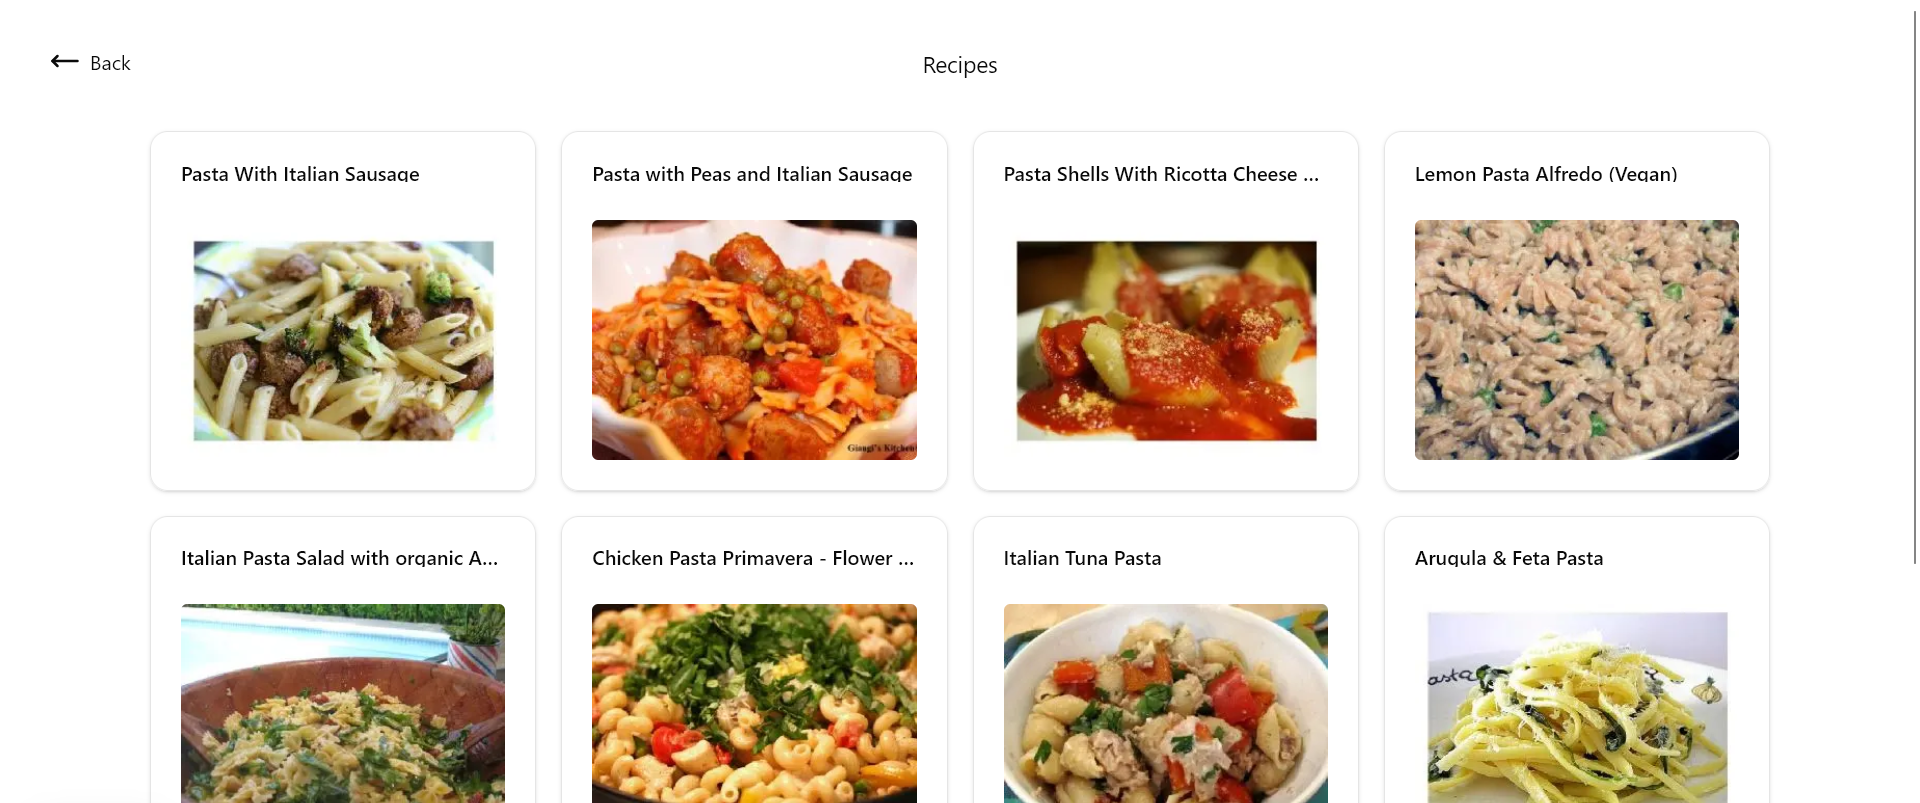 Back
Recipes
Pasta With Italian Sausage
Pasta with Peas and Italian Sausage
Pasta Shells With Ricotta Cheese ...
Lemon Pasta Alfredo (Vegan)
Giangi's Kitchen
Italian Pasta Salad with organic A...
Chicken Pasta Primavera - Flower ...
Italian Tuna Pasta
Arugula & Feta Pasta
asta